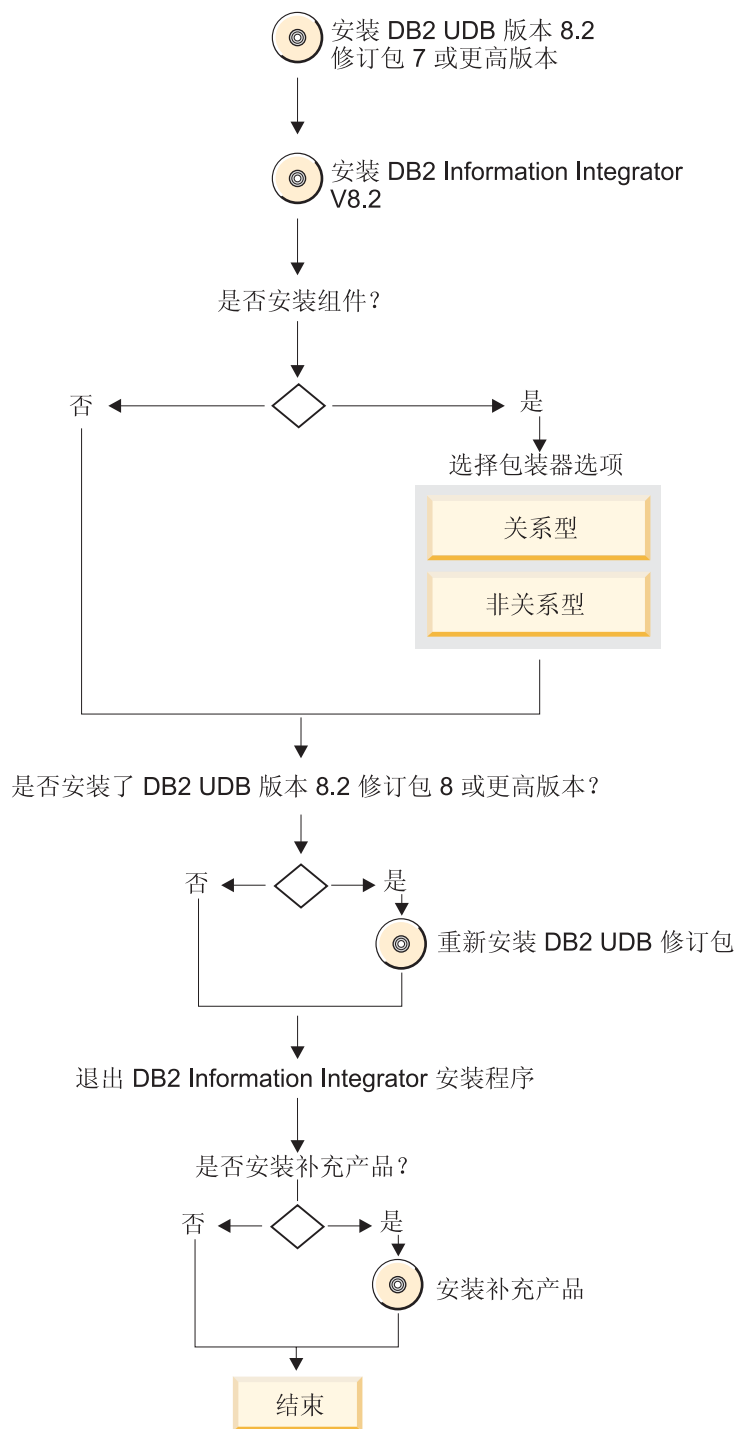 安装 DB2 UDB 版本 8.2
修订包 7 或更高版本
安装 DB2 Information Integrator
V8.2
是否安装组件？
否
是
选择包装器选项
关系型
非关系型
是否安装了 DB2 UDB 版本 8.2 修订包 8 或更高版本？
否
是
重新安装 DB2 UDB 修订包
退出 DB2 Information Integrator 安装程序
是否安装补充产品？
否
是
安装补充产品
结束